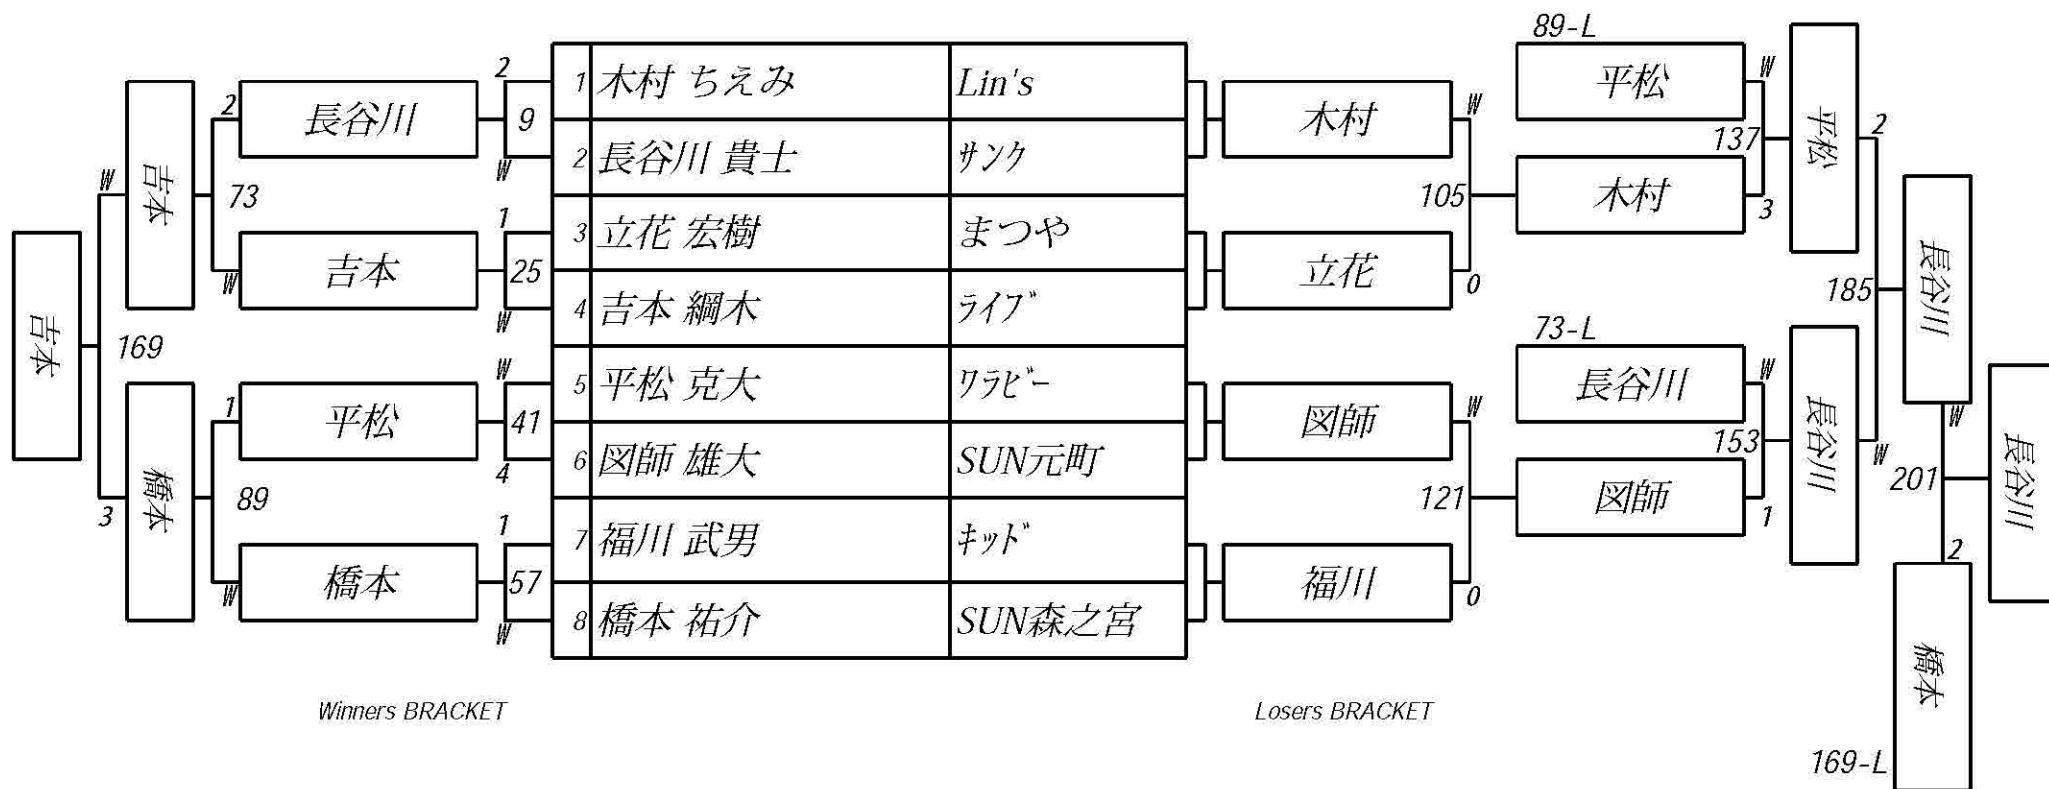 吉本
W
3
169
吉本
橋本
2
W
73
1
W
89
長谷川
吉本
平松
橋本
2
9
W
1
25
W
W
41
4
1
57
W
1 木村 ちえみ Lin's
2 長谷川 貴士 サンク
3 立花 宏樹 まつや
4 吉本 綱木 ライブ
5 平松 克大 ワラビー
6 図師 雄大 SUN元町
7 福川 武男 キッド
8 橋本 祐介 SUN森之宮
木村
立花
図師
福川
W
105
0
W
121
0
89-L
平松
木村
73-L
長谷川
図師
W
137
3
W
153
1
平松
長谷川
2
185
W
長谷川
W
201
2
橋本
169-L
長谷川
Winners BRACKET
Losers BRACKET